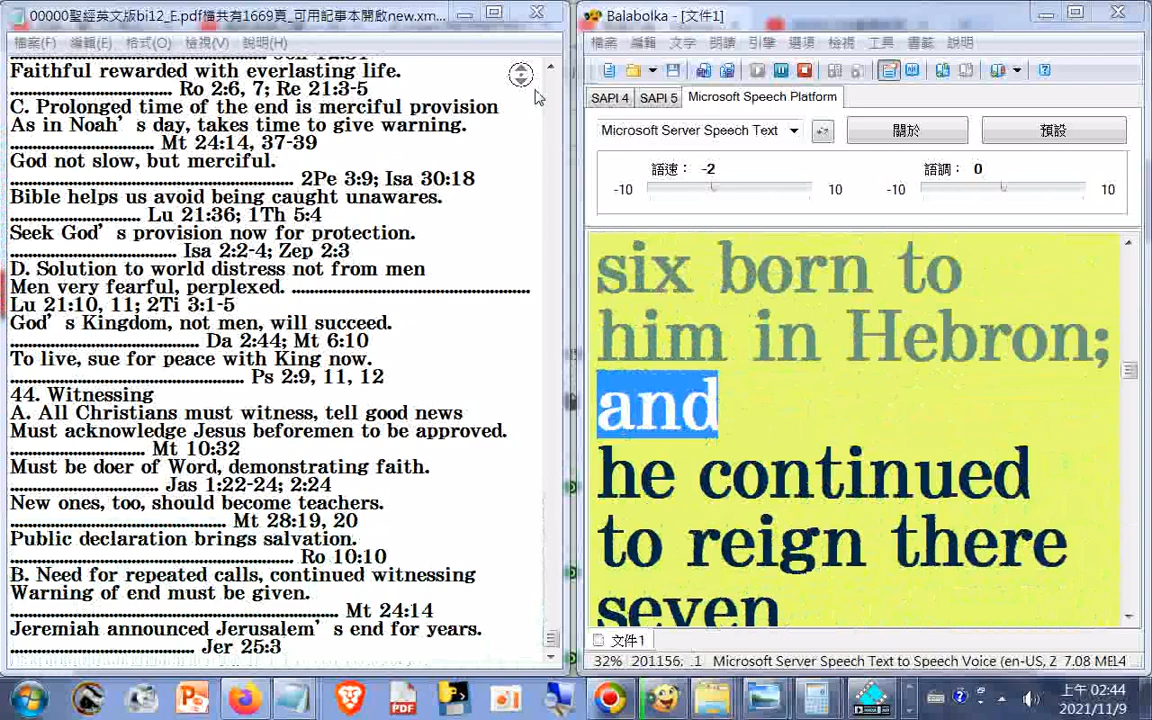 00000聖經英文版bi12_E.pdf檔共有1669頁_可用記事本開啟new.xm...
檔案(F) 編輯(E) 格式(O) 檢視(V) 說明(H)
Faithful rewarded with everlasting life.
Ro 2:6, 7; Re 21:3-5
C. Prolonged time of the end is merciful provision
As in Noah's day, takes time to give warning.
Mt 24:14, 37-39
God not slow, but merciful.
2Pe 3:9; Isa 30:18
Bible helps us avoid being caught unawares.
Lu 21:36; 1Th 5:4
Seek God's provision now for protection.
Isa 2:2-4; Zep 2:3
D. Solution to world distress not from men
Men very fearful, perplexed.
Lu 21:10, 11; 2Ti 3:1-5
God's Kingdom, not men, will succeed.
Da 2:44; Mt 6:10
To live, sue for peace with King now.
Ps 2:9, 11, 12
44. Witnessing
A. All Christians must witness, tell good news
Must acknowledge Jesus beforemen to be approved.
Mt 10:32
Must be doer of Word, demonstrating faith.
Jas 1:22-24; 2:24
New ones, too, should become teachers.
Mt 28:19, 20
Public declaration brings salvation.
Ro 10:10
B. Need for repeated calls, continued witnessing
Warning of end must be given.
Mt 24:14
Jeremiah announced Jerusalem's end for years.
Jer 25:3
Balabolka - [文件1]
檔案 編輯 文字 朗讀 引擎 選項 檢視 工具 書籤 說明
SAPI 4 SAPI 5 Microsoft Speech Platform
Microsoft Server Speech Text 關於 預設
語速: -2 語調: 0
-10 10 -10 10
six born to
him in Hebron;
and
he continued
to reign there
seven
文件1
32% 201156; .1 Microsoft Server Speech Text to Speech Voice (en-US, 2 7.08 ME14
PDF
上午 02:44
2021/11/9